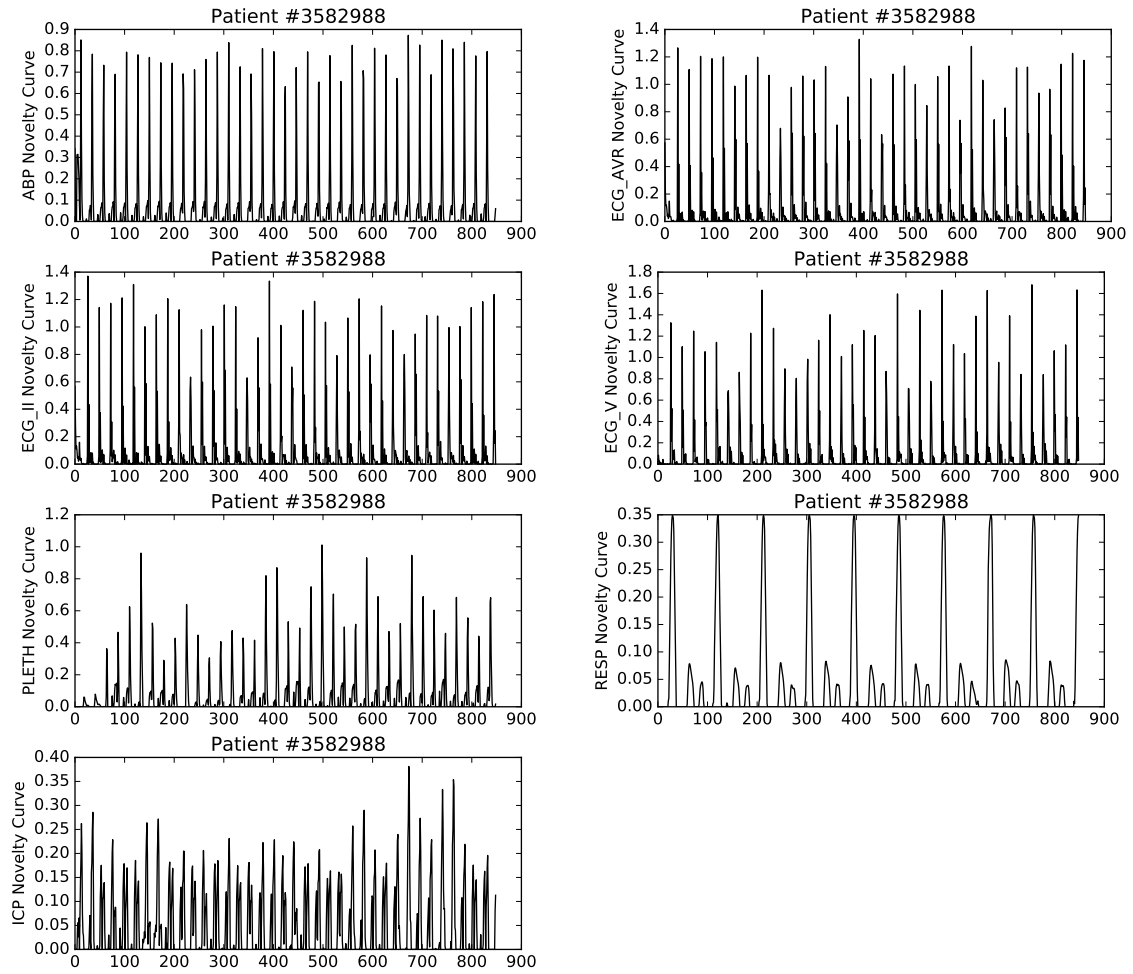 Patient #3582988
ABP Novelty Curve
0.9
0.8
0.7
0.6
0.5
0.4
0.3
0.2
0.1
0.0
0 100 200 300 400 500 600 700 800 900
Patient #3582988
ECG_AVR Novelty Curve
1.4
1.2
1.0
0.8
0.6
0.4
0.2
0.0
0 100 200 300 400 500 600 700 800 900
Patient #3582988
ECG_II Novelty Curve
1.4
1.2
1.0
0.8
0.6
0.4
0.2
0.0
0 100 200 300 400 500 600 700 800 900
Patient #3582988
ECG_V Novelty Curve
1.8
1.6
1.4
1.2
1.0
0.8
0.6
0.4
0.2
0.0
0 100 200 300 400 500 600 700 800 900
Patient #3582988
PLETH Novelty Curve
1.2
1.0
0.8
0.6
0.4
0.2
0.0
0 100 200 300 400 500 600 700 800 900
Patient #3582988
RESP Novelty Curve
0.35
0.30
0.25
0.20
0.15
0.10
0.05
0.00
0 100 200 300 400 500 600 700 800 900
Patient #3582988
ICP Novelty Curve
0.40
0.35
0.30
0.25
0.20
0.15
0.10
0.05
0.00
0 100 200 300 400 500 600 700 800 900